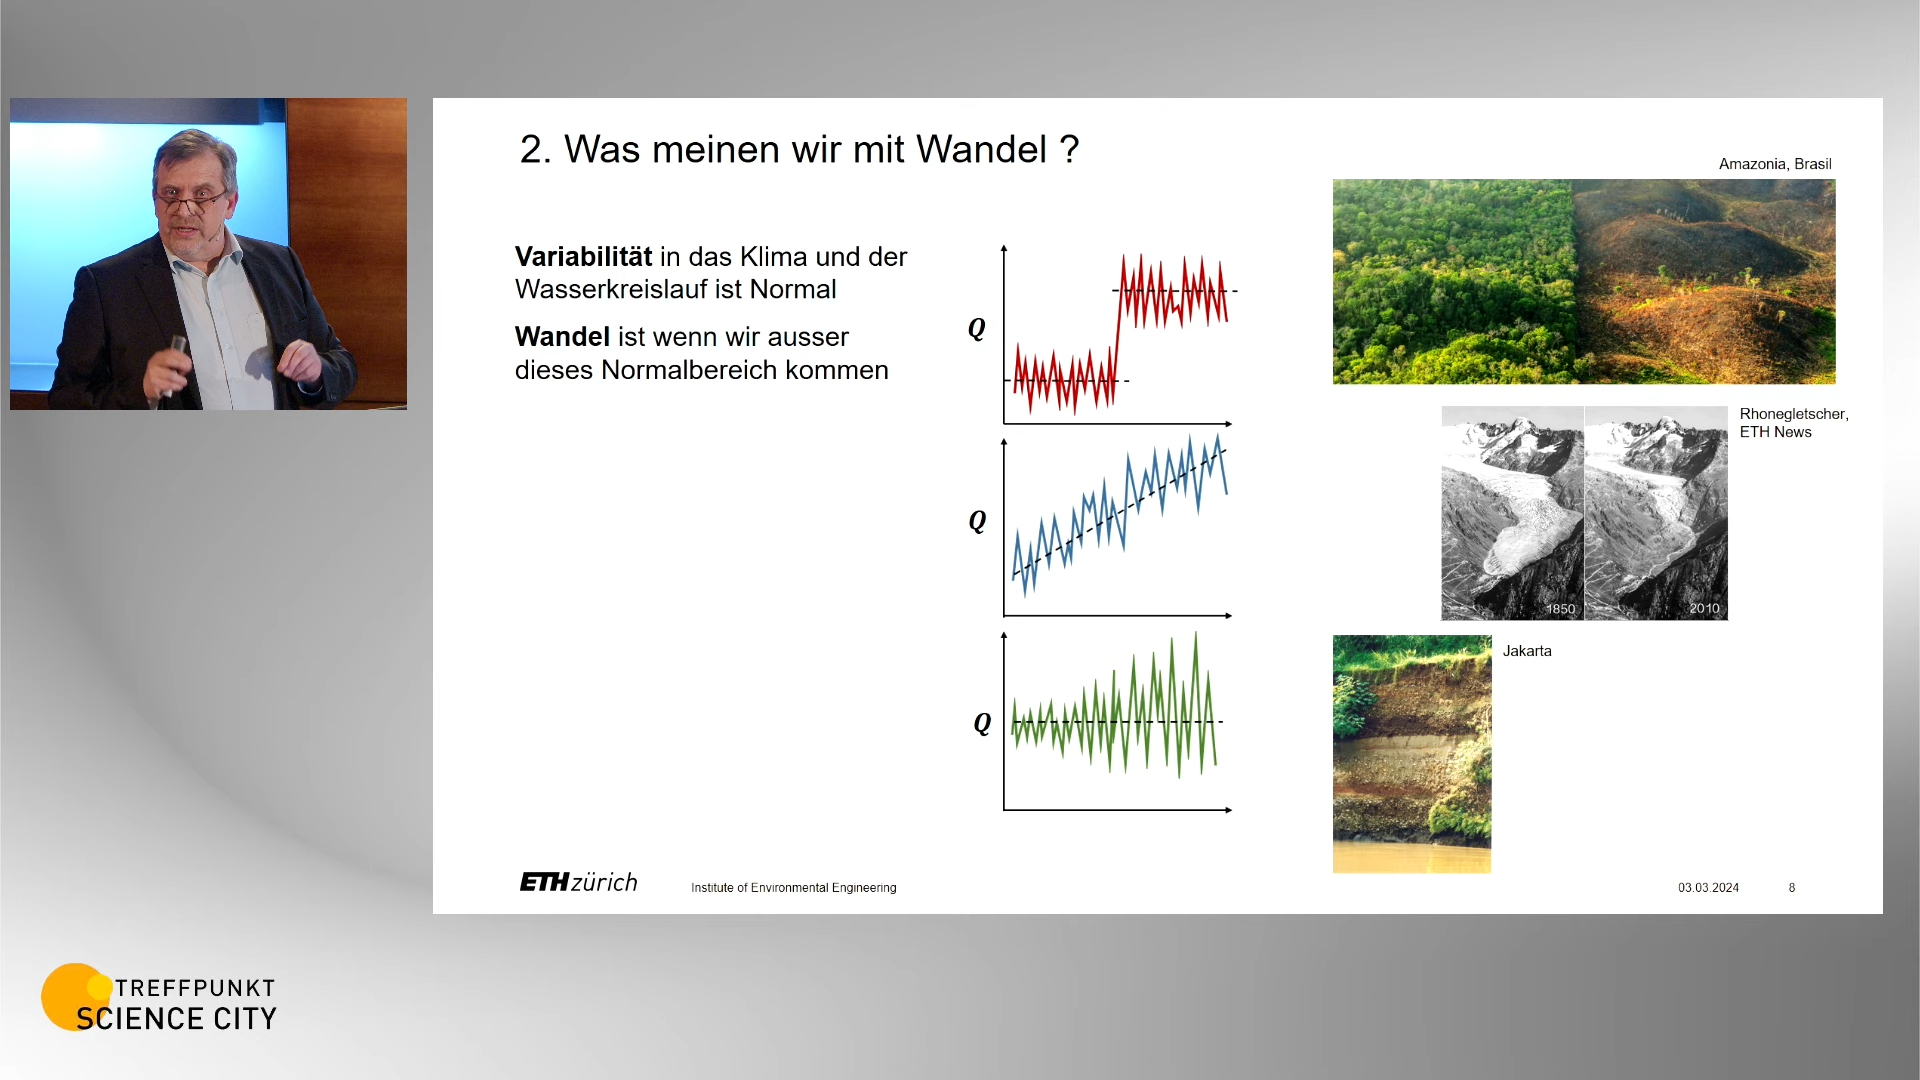 2. Was meinen wir mit Wandel ?
Amazonia, Brasil
Variabilität in das Klima und der
Wasserkreislauf ist Normal
Wandel ist wenn wir ausser
dieses Normalbereich kommen
Q
Q
Q
Rhonegletscher,
ETH News
1850
2010
Jakarta
ETH zürich
Institute of Environmental Engineering
03.03.2024
8
TREFFPUNKT
SCIENCE CITY